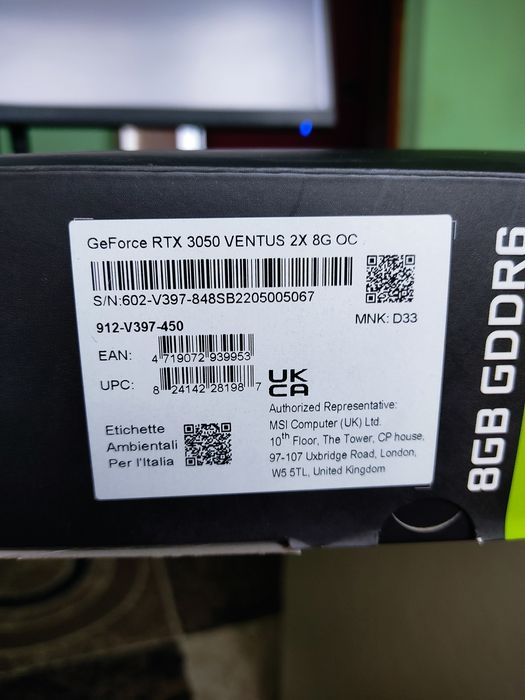 GeForce RTX 3050 VENTUS 2X 8G OC
S/N:602-V397-848SB2205005067
MNK: D33
912-V397-450
EAN:
4 719072 939953
UPC:
8 24142 28198 7
UK
CA
Authorized Representative:
MSI Computer (UK) Ltd.
10th Floor, The Tower, CP house,
97-107 Uxbridge Road, London,
W5 5TL, United Kingdom
Etichette
Ambientali
Per l'Italia
8GB GDDR6